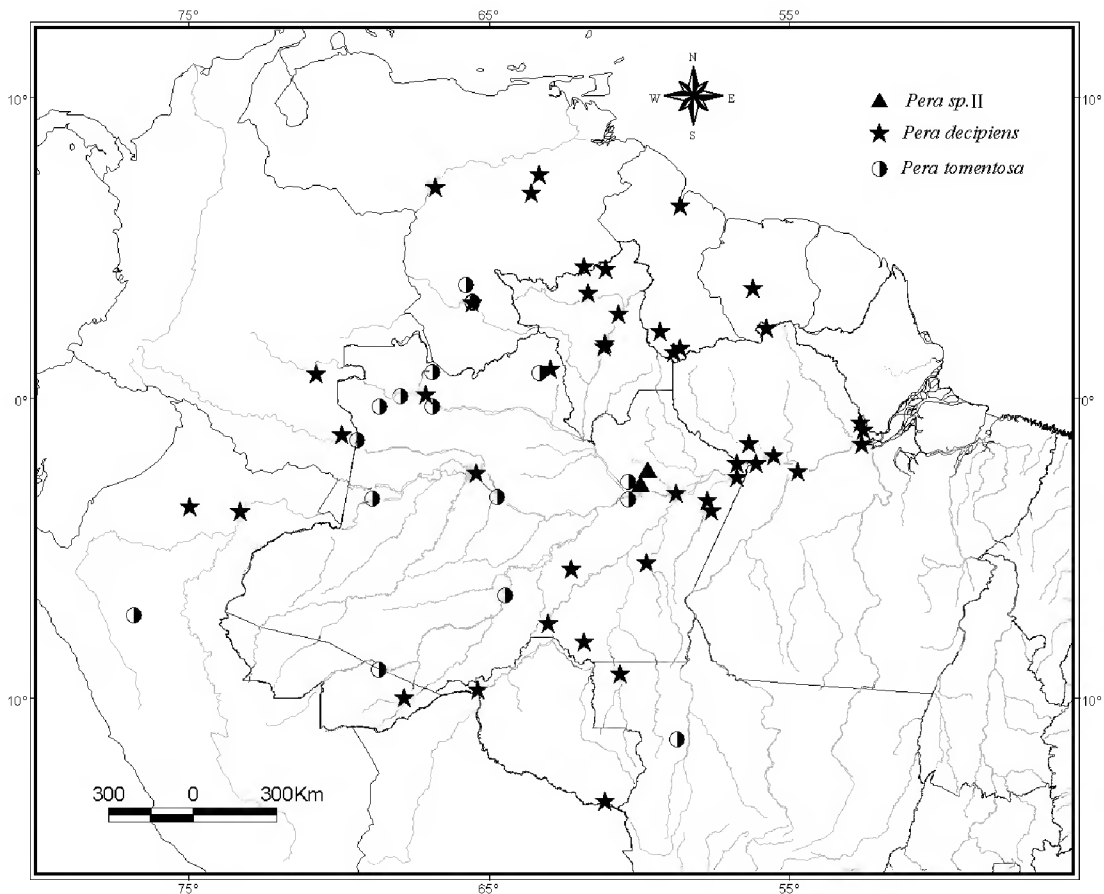 75° 65° 55°
N
W E
S
10° 10°
▲ Pera sp.II
★ Pera decipiens
◑ Pera tomentosa
0° 0°
10° 10°
300 0 300Km
75° 65° 55°